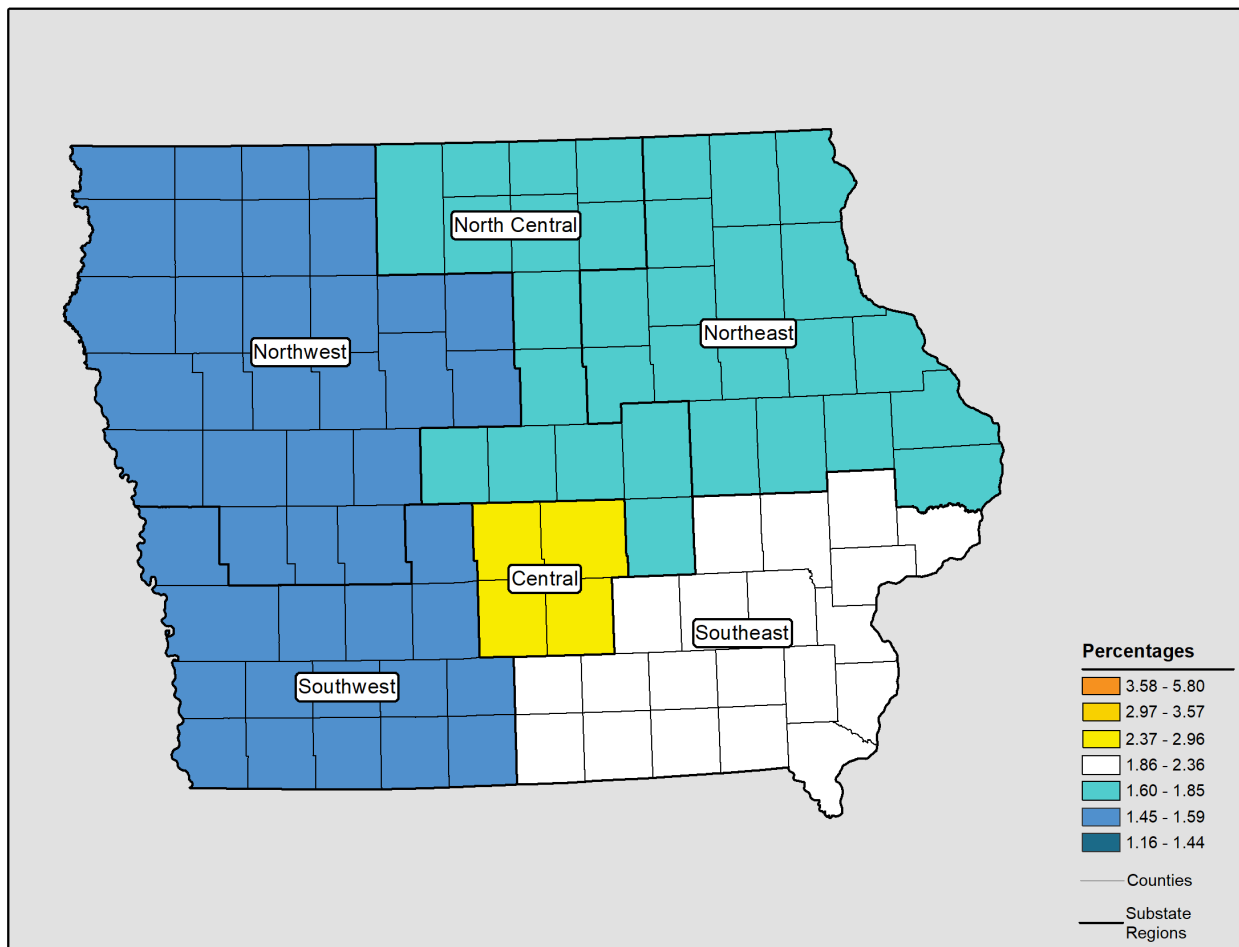 North Central
Northeast
Northwest
Central
Southeast
Southwest
Percentages
3.58 - 5.80
2.97 - 3.57
2.37 - 2.96
1.86 - 2.36
1.60 - 1.85
1.45 - 1.59
1.16 - 1.44
Counties
Substate
Regions